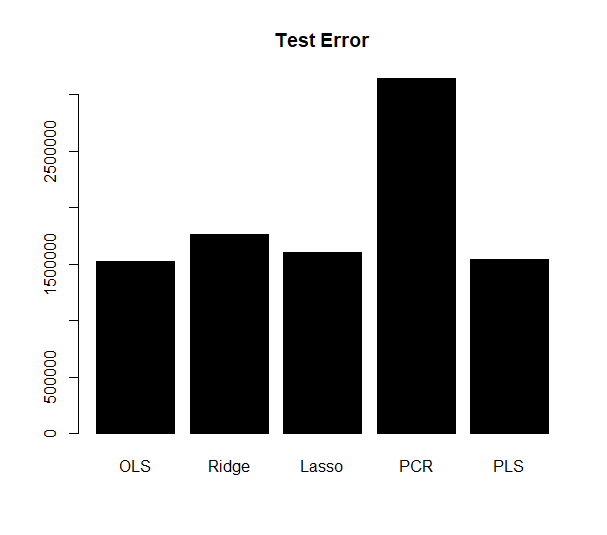 Test Error
2500000
1500000
500000
0
OLS Ridge Lasso PCR PLS